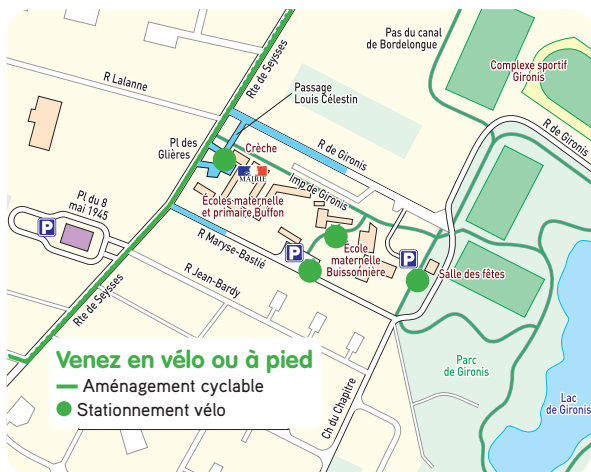 Pas du canal
de Bordelongue
Complexe sportif
Gironis
R Lalanne
Rte de Seysses
Passage
Louis Célestin
R de Gironis
R de Gironis
Pl des
Glières
Crèche
MAIRIE
Imp de Gironis
Écoles maternelle
et primaire Buffon
Pl du 8
mai 1945
P
R Maryse-Bastié
P
École
maternelle
Buissonnière
P
Salle des fêtes
R Jean-Bardy
Rte de Seysses
Venez en vélo ou à pied
Aménagement cyclable
Stationnement vélo
Ch du Chapitre
Parc
de Gironis
Lac
de Gironis